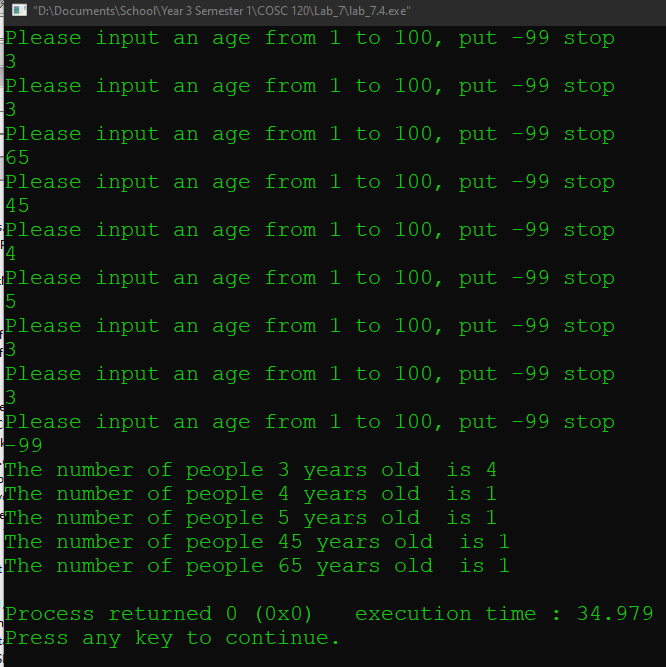 "D:\Documents\School\Year 3 Semester 1\COSC 120\Lab_7\lab_7.4.exe"
Please input an age from 1 to 100, put -99 stop
3
Please input an age from 1 to 100, put -99 stop
3
Please input an age from 1 to 100, put -99 stop
65
Please input an age from 1 to 100, put -99 stop
45
Please input an age from 1 to 100, put -99 stop
4
Please input an age from 1 to 100, put -99 stop
5
Please input an age from 1 to 100, put -99 stop
3
Please input an age from 1 to 100, put -99 stop
3
Please input an age from 1 to 100, put -99 stop
-99
The number of people 3 years old  is 4
The number of people 4 years old  is 1
The number of people 5 years old  is 1
The number of people 45 years old  is 1
The number of people 65 years old  is 1
Process returned 0 (0x0)   execution time : 34.979
Press any key to continue.